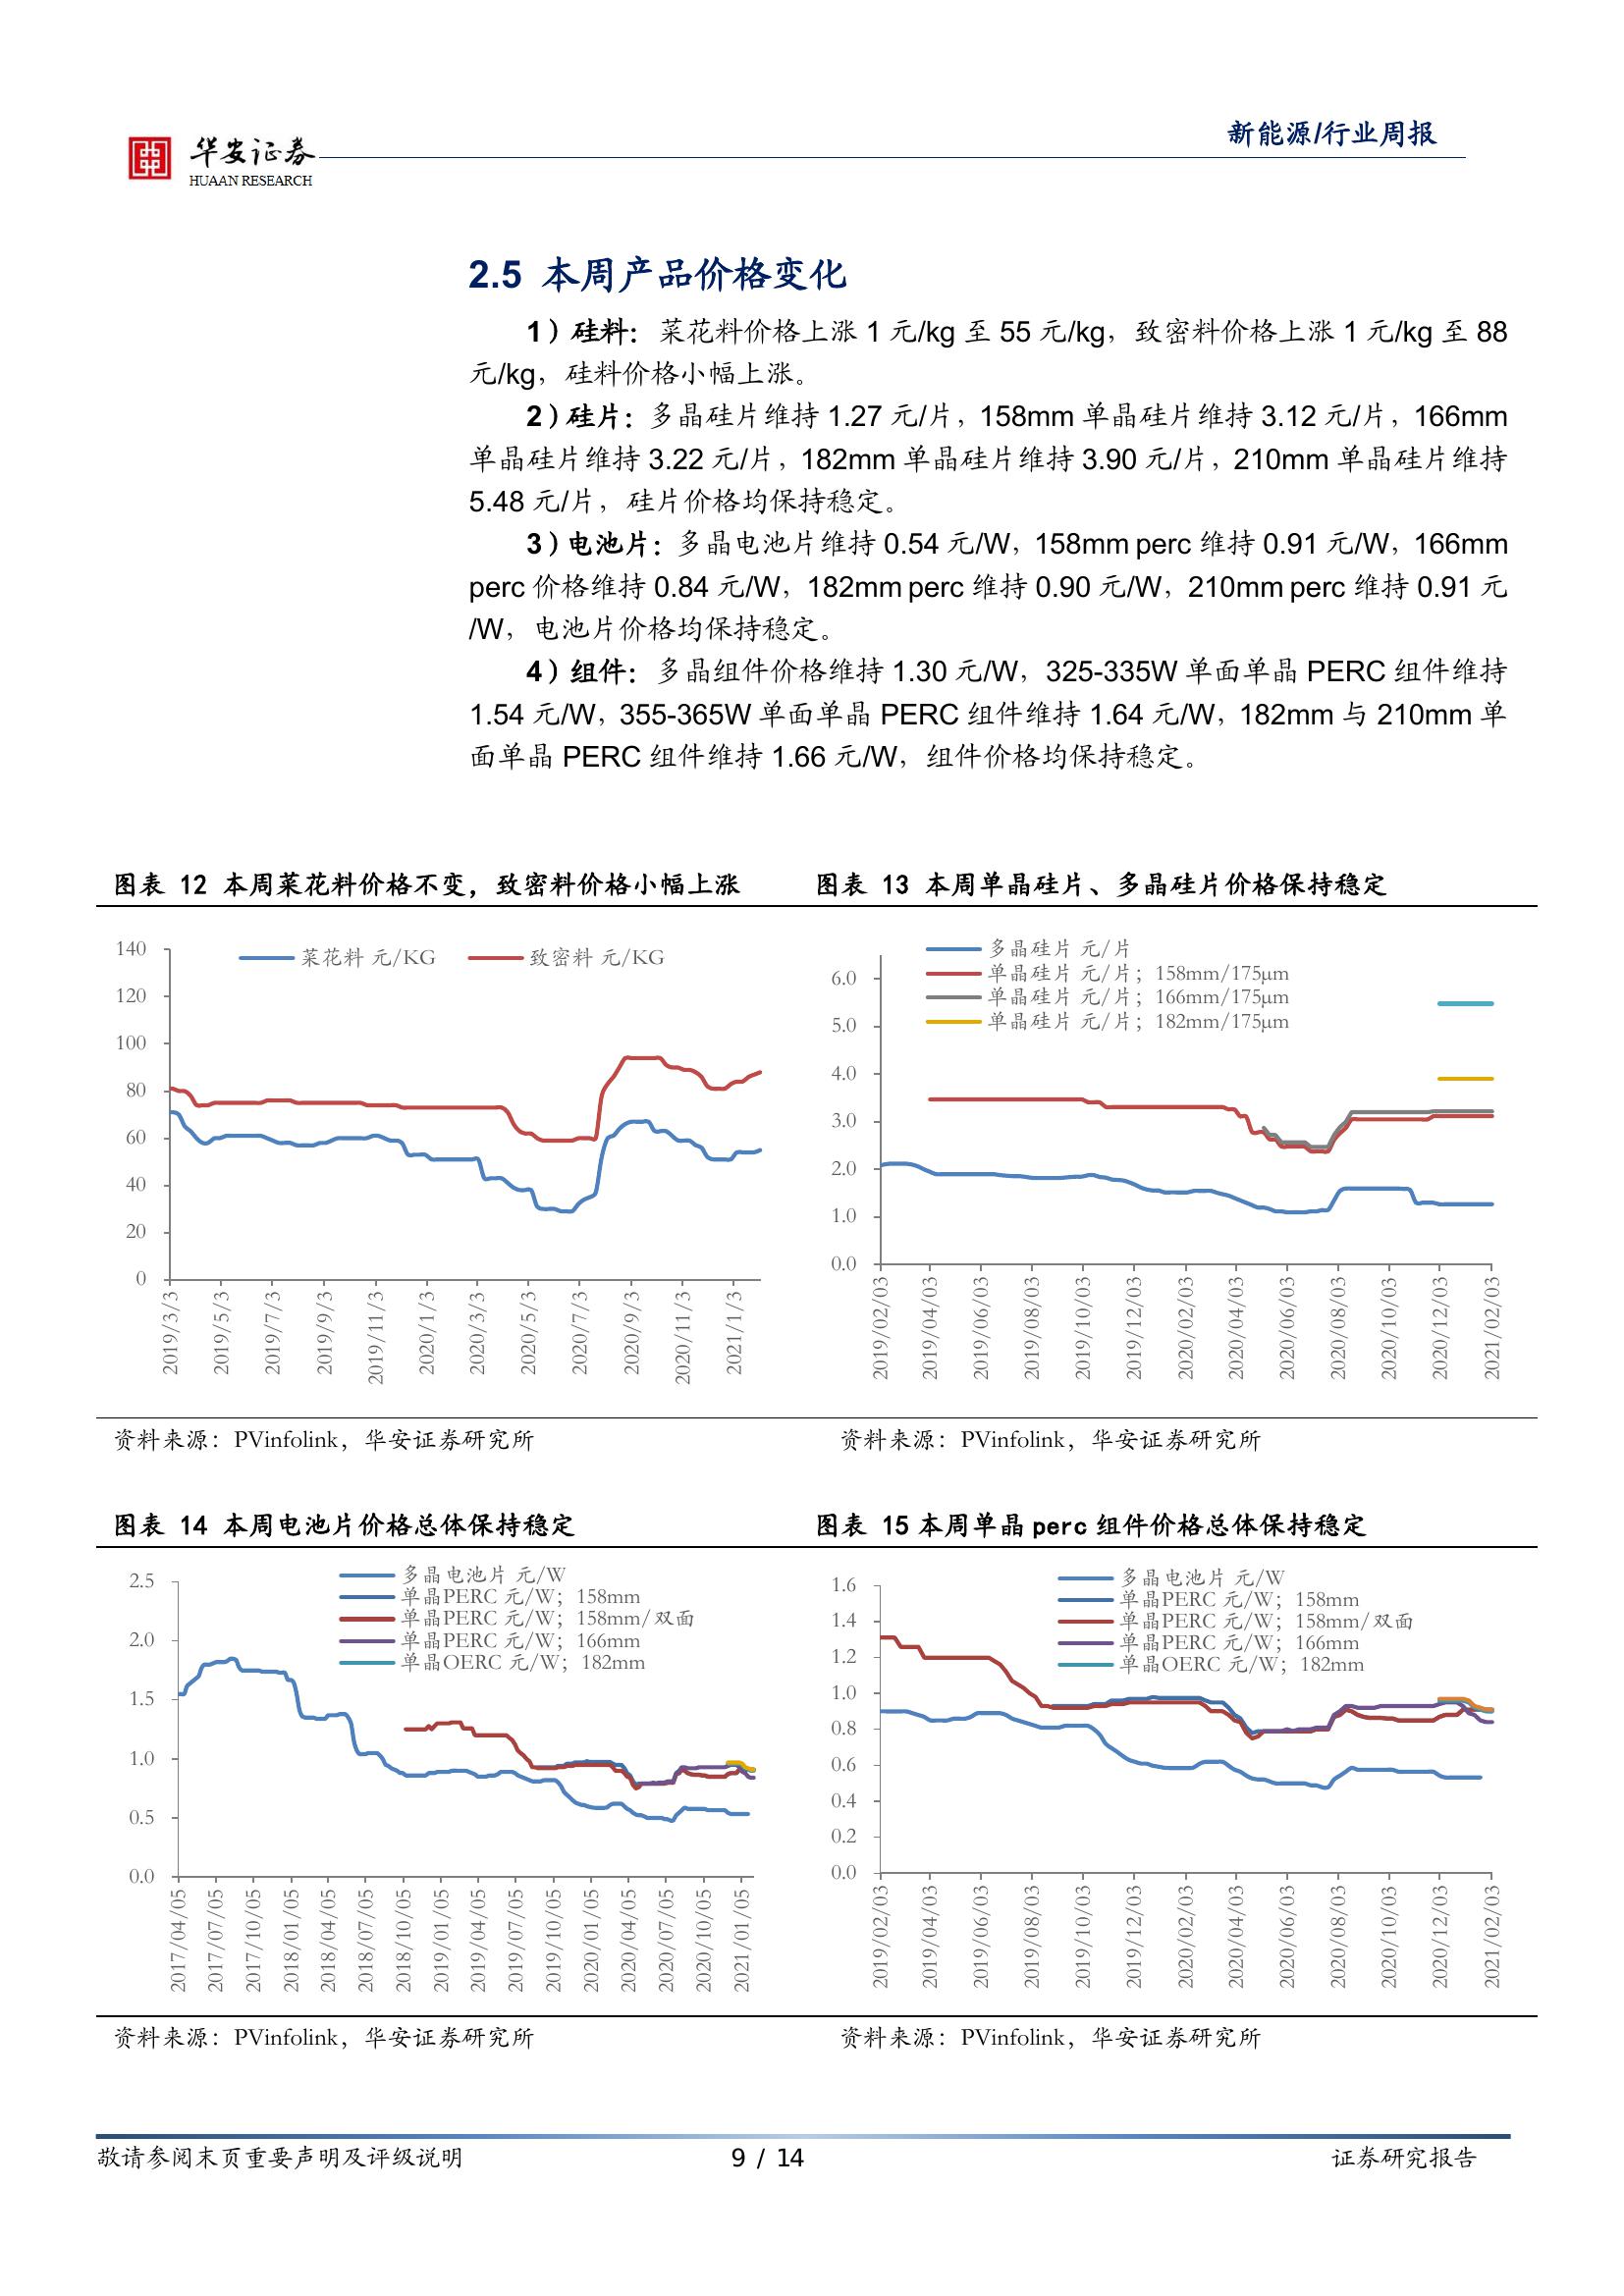 华安证券
HUAAN RESEARCH
新能源/行业周报
2.5 本周产品价格变化
1）硅料：菜花料价格上涨 1 元/kg 至 55 元/kg，致密料价格上涨 1 元/kg 至 88
元/kg，硅料价格小幅上涨。
2）硅片：多晶硅片维持 1.27 元/片，158mm 单晶硅片维持 3.12 元/片，166mm
单晶硅片维持 3.22 元/片，182mm 单晶硅片维持 3.90 元/片，210mm 单晶硅片维持
5.48 元/片，硅片价格均保持稳定。
3）电池片：多晶电池片维持 0.54 元/W，158mm perc 维持 0.91 元/W，166mm
perc 价格维持 0.84 元/W，182mm perc 维持 0.90 元/W，210mm perc 维持 0.91 元
/W，电池片价格均保持稳定。
4）组件：多晶组件价格维持 1.30 元/W，325-335W 单面单晶 PERC 组件维持
1.54 元/W，355-365W 单面单晶 PERC 组件维持 1.64 元/W，182mm 与 210mm 单
面单晶 PERC 组件维持 1.66 元/W，组件价格均保持稳定。
图表 12 本周菜花料价格不变，致密料价格小幅上涨
菜花料 元/KG
致密料 元/KG
140
120
100
80
60
40
20
0
2019/3/3
2019/5/3
2019/7/3
2019/9/3
2019/11/3
2020/1/3
2020/3/3
2020/5/3
2020/7/3
2020/9/3
2020/11/3
2021/1/3
资料来源：PVinfolink，华安证券研究所
图表 13 本周单晶硅片、多晶硅片价格保持稳定
多晶硅片 元/片
单晶硅片 元/片；158mm/175μm
单晶硅片 元/片；166mm/175μm
单晶硅片 元/片；182mm/175μm
6.0
5.0
4.0
3.0
2.0
1.0
0.0
2019/02/03
2019/04/03
2019/06/03
2019/08/03
2019/10/03
2019/12/03
2020/02/03
2020/04/03
2020/06/03
2020/08/03
2020/10/03
2020/12/03
2021/02/03
资料来源：PVinfolink，华安证券研究所
图表 14 本周电池片价格总体保持稳定
多晶电池片 元/W
单晶PERC 元/W；158mm
单晶PERC 元/W；158mm/双面
单晶PERC 元/W；166mm
单晶OERC 元/W；182mm
2.5
2.0
1.5
1.0
0.5
0.0
2017/04/05
2017/07/05
2017/10/05
2018/01/05
2018/04/05
2018/07/05
2018/10/05
2019/01/05
2019/04/05
2019/07/05
2019/10/05
2020/01/05
2020/04/05
2020/07/05
2020/10/05
2021/01/05
资料来源：PVinfolink，华安证券研究所
图表 15 本周单晶 perc 组件价格总体保持稳定
多晶电池片 元/W
单晶PERC 元/W；158mm
单晶PERC 元/W；158mm/双面
单晶PERC 元/W；166mm
单晶OERC 元/W；182mm
1.6
1.4
1.2
1.0
0.8
0.6
0.4
0.2
0.0
2019/02/03
2019/04/03
2019/06/03
2019/08/03
2019/10/03
2019/12/03
2020/02/03
2020/04/03
2020/06/03
2020/08/03
2020/10/03
2020/12/03
2021/02/03
资料来源：PVinfolink，华安证券研究所
敬请参阅末页重要声明及评级说明
9 / 14
证券研究报告